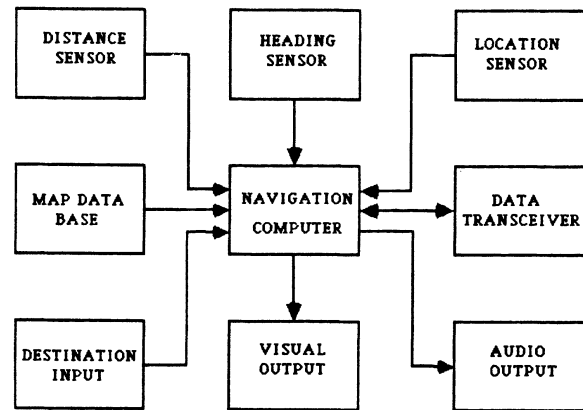 DISTANCE
SENSOR
HEADING
SENSOR
LOCATION
SENSOR
MAP DATA
BASE
NAVIGATION
COMPUTER
DATA
TRANSCEIVER
DESTINATION
INPUT
VISUAL
OUTPUT
AUDIO
OUTPUT